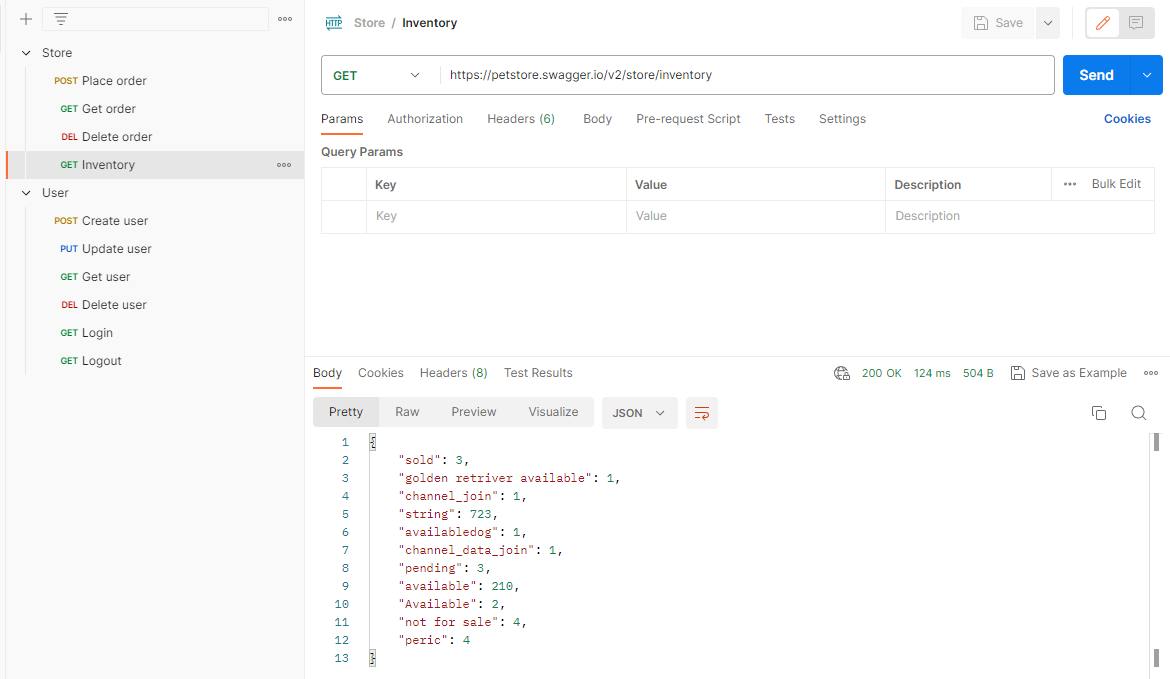 Store
POST Place order
GET Get order
DEL Delete order
GET Inventory
User
POST Create user
PUT Update user
GET Get user
DEL Delete user
GET Login
GET Logout
HTTP Store / Inventory
Save
GET https://petstore.swagger.io/v2/store/inventory
Send
Params Authorization Headers (6) Body Pre-request Script Tests Settings Cookies
Query Params
Key Value Description Bulk Edit
Key Value Description
Body Cookies Headers (8) Test Results 200 OK 124 ms 504 B Save as Example
Pretty Raw Preview Visualize JSON
1 {
2 "sold": 3,
3 "golden retriver available": 1,
4 "channel_join": 1,
5 "string": 723,
6 "availabledog": 1,
7 "channel_data_join": 1,
8 "pending": 3,
9 "available": 210,
10 "Available": 2,
11 "not for sale": 4,
12 "peric": 4
13 }